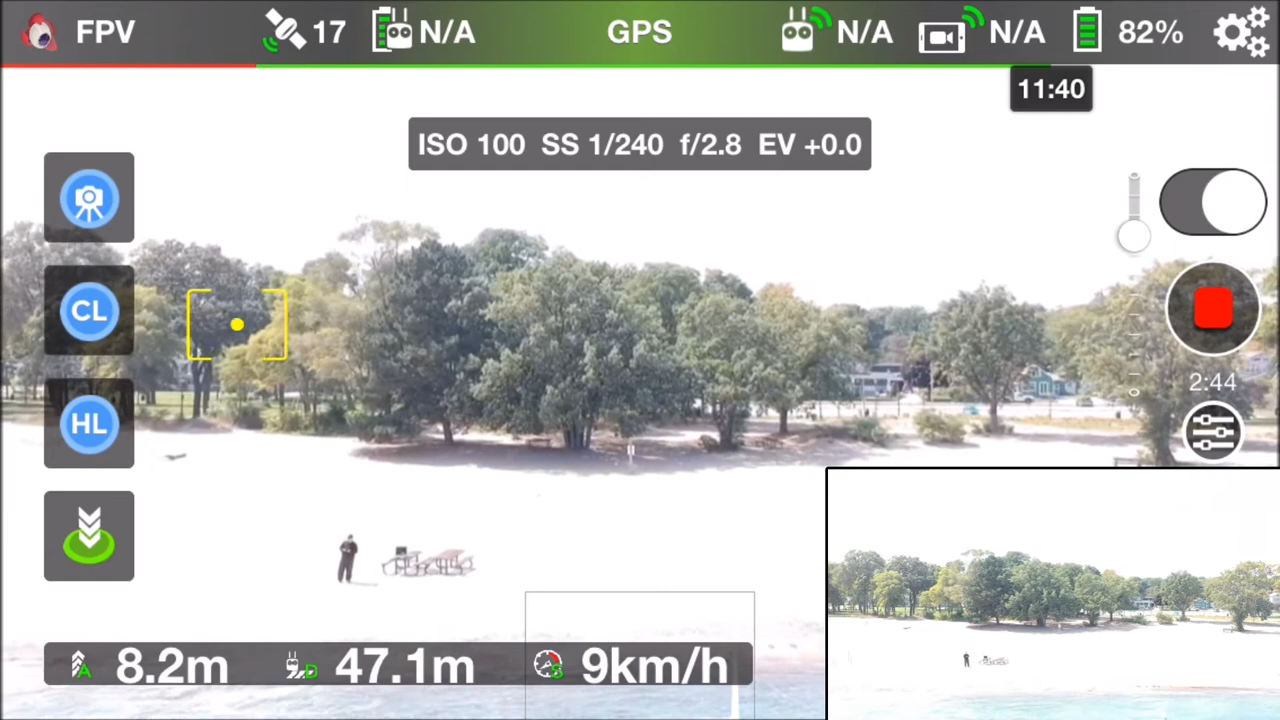 FPV 17 N/A GPS N/A N/A 82%
11:40
ISO 100 SS 1/240 f/2.8 EV +0.0
CL
HL
2:44
A 8.2m D 47.1m S 9km/h